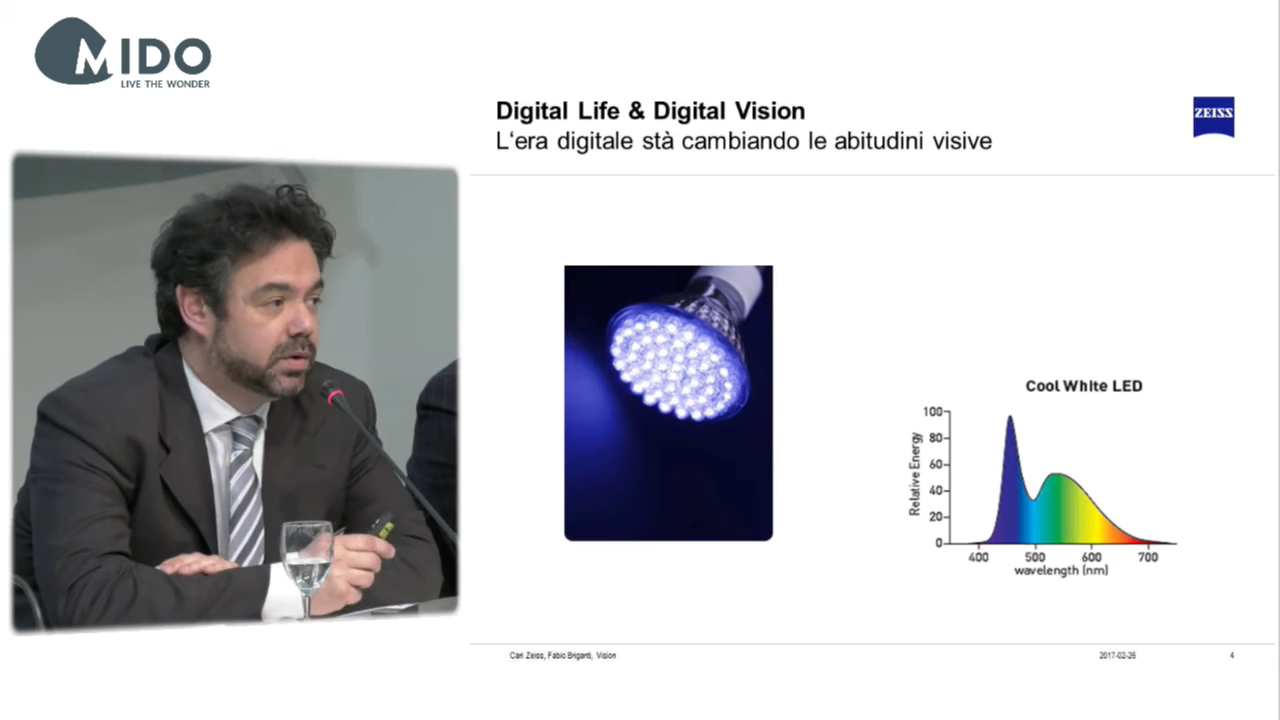 MIDO
LIVE THE WONDER
Digital Life & Digital Vision
L‘era digitale stà cambiando le abitudini visive
ZEISS
Cool White LED
100
80
60
40
20
0
Relative Energy
400 500 600 700
wavelength (nm)
Carl Zeiss, Fabio Briganti, Vision
2017-02-26
4